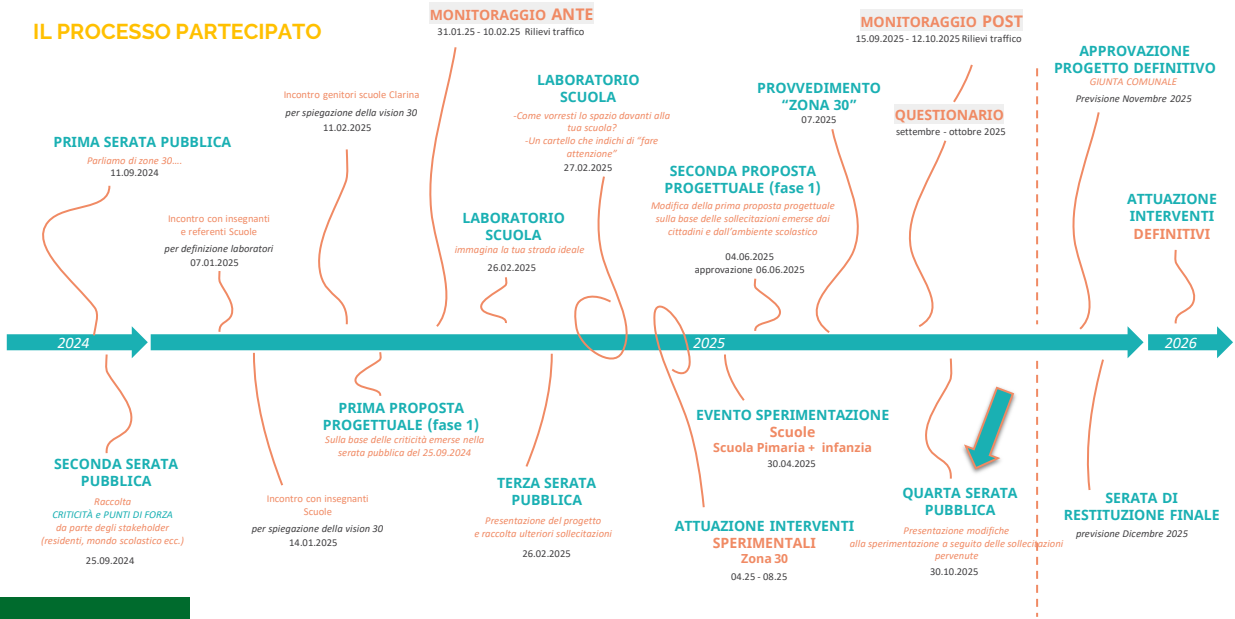 IL PROCESSO PARTECIPATO
MONITORAGGIO ANTE
31.01.25 - 10.02.25 Rilievi traffico
MONITORAGGIO POST
15.09.2025 - 12.10.2025 Rilievi traffico
APPROVAZIONE
PROGETTO DEFINITIVO
GIUNTA COMUNALE
Previsione Novembre 2025
LABORATORIO
SCUOLA
-Come vorresti lo spazio davanti alla
tua scuola?
-Un cartello che indichi di "fare
attenzione"
27.02.2025
PROVVEDIMENTO
“ZONA 30”
07.2025
Incontro genitori scuole Clarina
per spiegazione della vision 30
11.02.2025
QUESTIONARIO
settembre - ottobre 2025
PRIMA SERATA PUBBLICA
Parliamo di zone 30....
11.09.2024
SECONDA PROPOSTA
PROGETTUALE (fase 1)
Modifica della prima proposta progettuale
sulla base delle sollecitazioni emerse dai
cittadini e dall’ambiente scolastico
04.06.2025
approvazione 06.06.2025
ATTUAZIONE
INTERVENTI
DEFINITIVI
Incontro con insegnanti
e referenti Scuole
per definizione laboratori
07.01.2025
LABORATORIO
SCUOLA
immagina la tua strada ideale
26.02.2025
2024
2025
2026
PRIMA PROPOSTA
PROGETTUALE (fase 1)
Sulla base delle criticità emerse nella
serata pubblica del 25.09.2024
EVENTO SPERIMENTAZIONE
Scuole
Scuola Pimaria + infanzia
30.04.2025
SECONDA SERATA
PUBBLICA
Raccolta
CRITICITÀ e PUNTI DI FORZA
da parte degli stakeholder
(residenti, mondo scolastico ecc.)
25.09.2024
Incontro con insegnanti
Scuole
per spiegazione della vision 30
14.01.2025
TERZA SERATA
PUBBLICA
Presentazione del progetto
e raccolta ulteriori sollecitazioni
26.02.2025
ATTUAZIONE INTERVENTI
SPERIMENTALI
Zona 30
04.25 - 08.25
QUARTA SERATA
PUBBLICA
Presentazione modifiche
alla sperimentazione a seguito delle sollecitazioni
pervenute
30.10.2025
SERATA DI
RESTITUZIONE FINALE
previsione Dicembre 2025